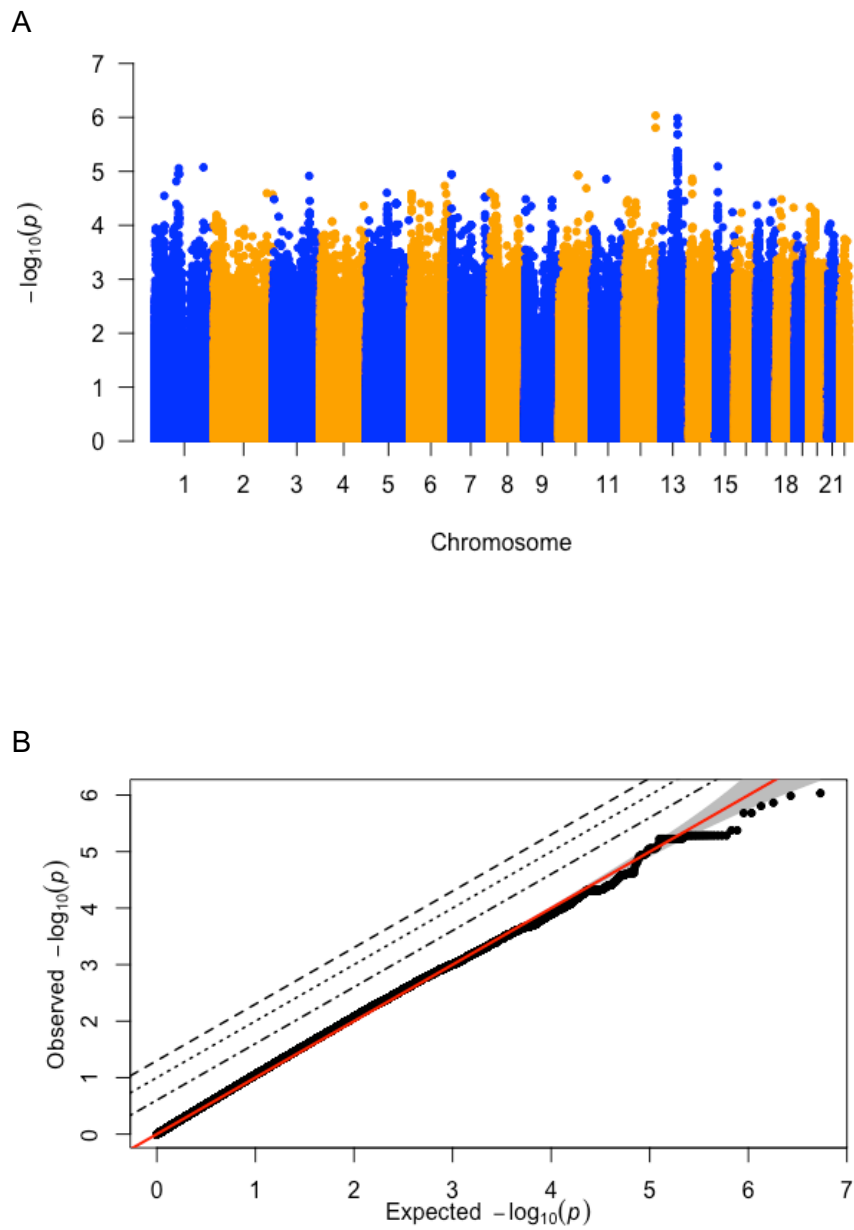 A
7
6
5
4
3
2
1
0
−log₁₀(p)
1 2 3 4 5 6 7 8 9 11 13 15 18 21
Chromosome
B
6
5
4
3
2
1
0
Observed −log₁₀(p)
0 1 2 3 4 5 6 7
Expected −log₁₀(p)